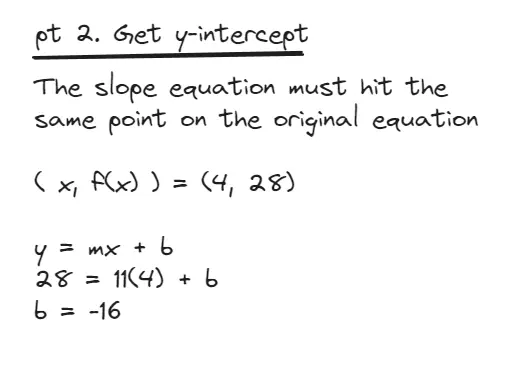 pt 2. Get y-intercept
The slope equation must hit the
same point on the original equation
( x, f(x) ) = (4, 28)
y = mx + b
28 = 11(4) + b
b = -16